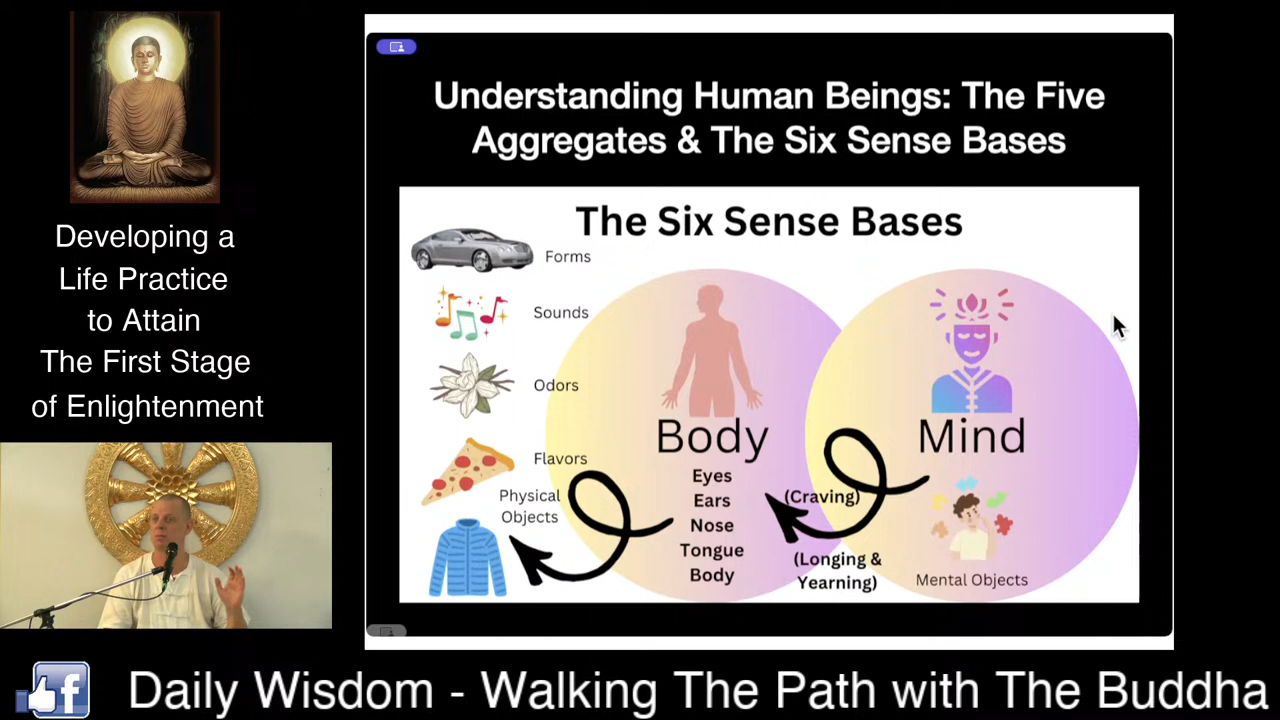 Developing a
Life Practice
to Attain
The First Stage
of Enlightenment
Understanding Human Beings: The Five
Aggregates & The Six Sense Bases
The Six Sense Bases
Forms
Sounds
Odors
Flavors
Physical
Objects
Body
Eyes
Ears
Nose
Tongue
Body
(Craving)
(Longing &
Yearning)
Mind
Mental Objects
f
Daily Wisdom - Walking The Path with The Buddha